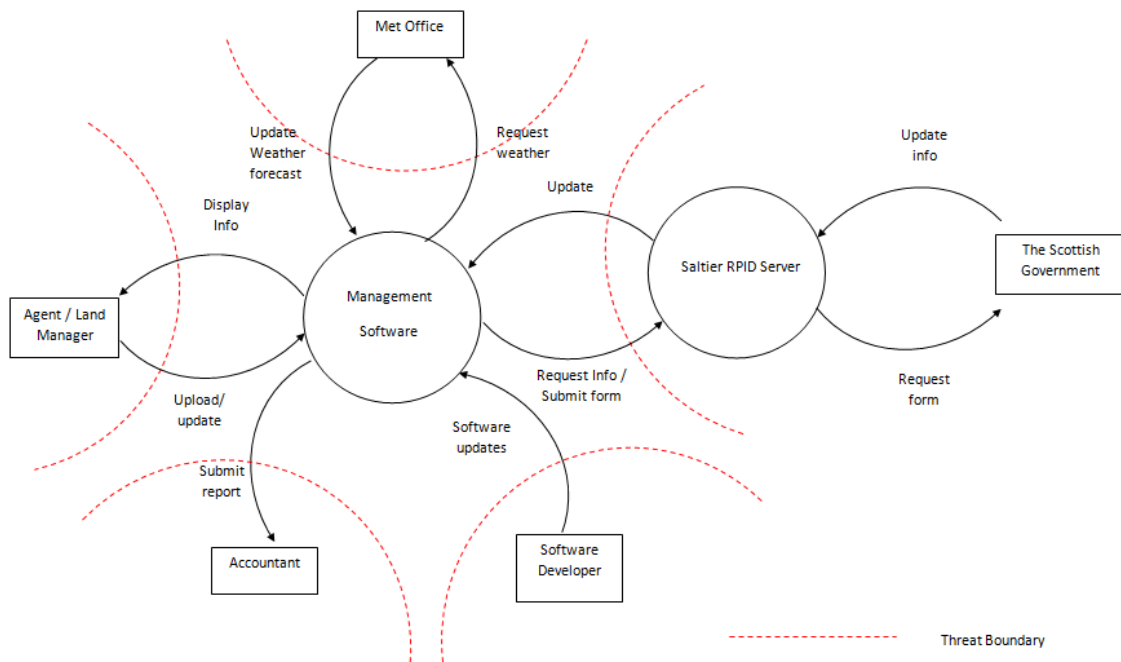 Met Office
Update
Weather
forecast
Request
weather
Update
info
Update
Display
Info
Saltier RPID Server
The Scottish
Government
Management
Software
Agent / Land
Manager
Request Info /
Submit form
Request
form
Upload/
update
Software
updates
Submit
report
Accountant
Software
Developer
Threat Boundary